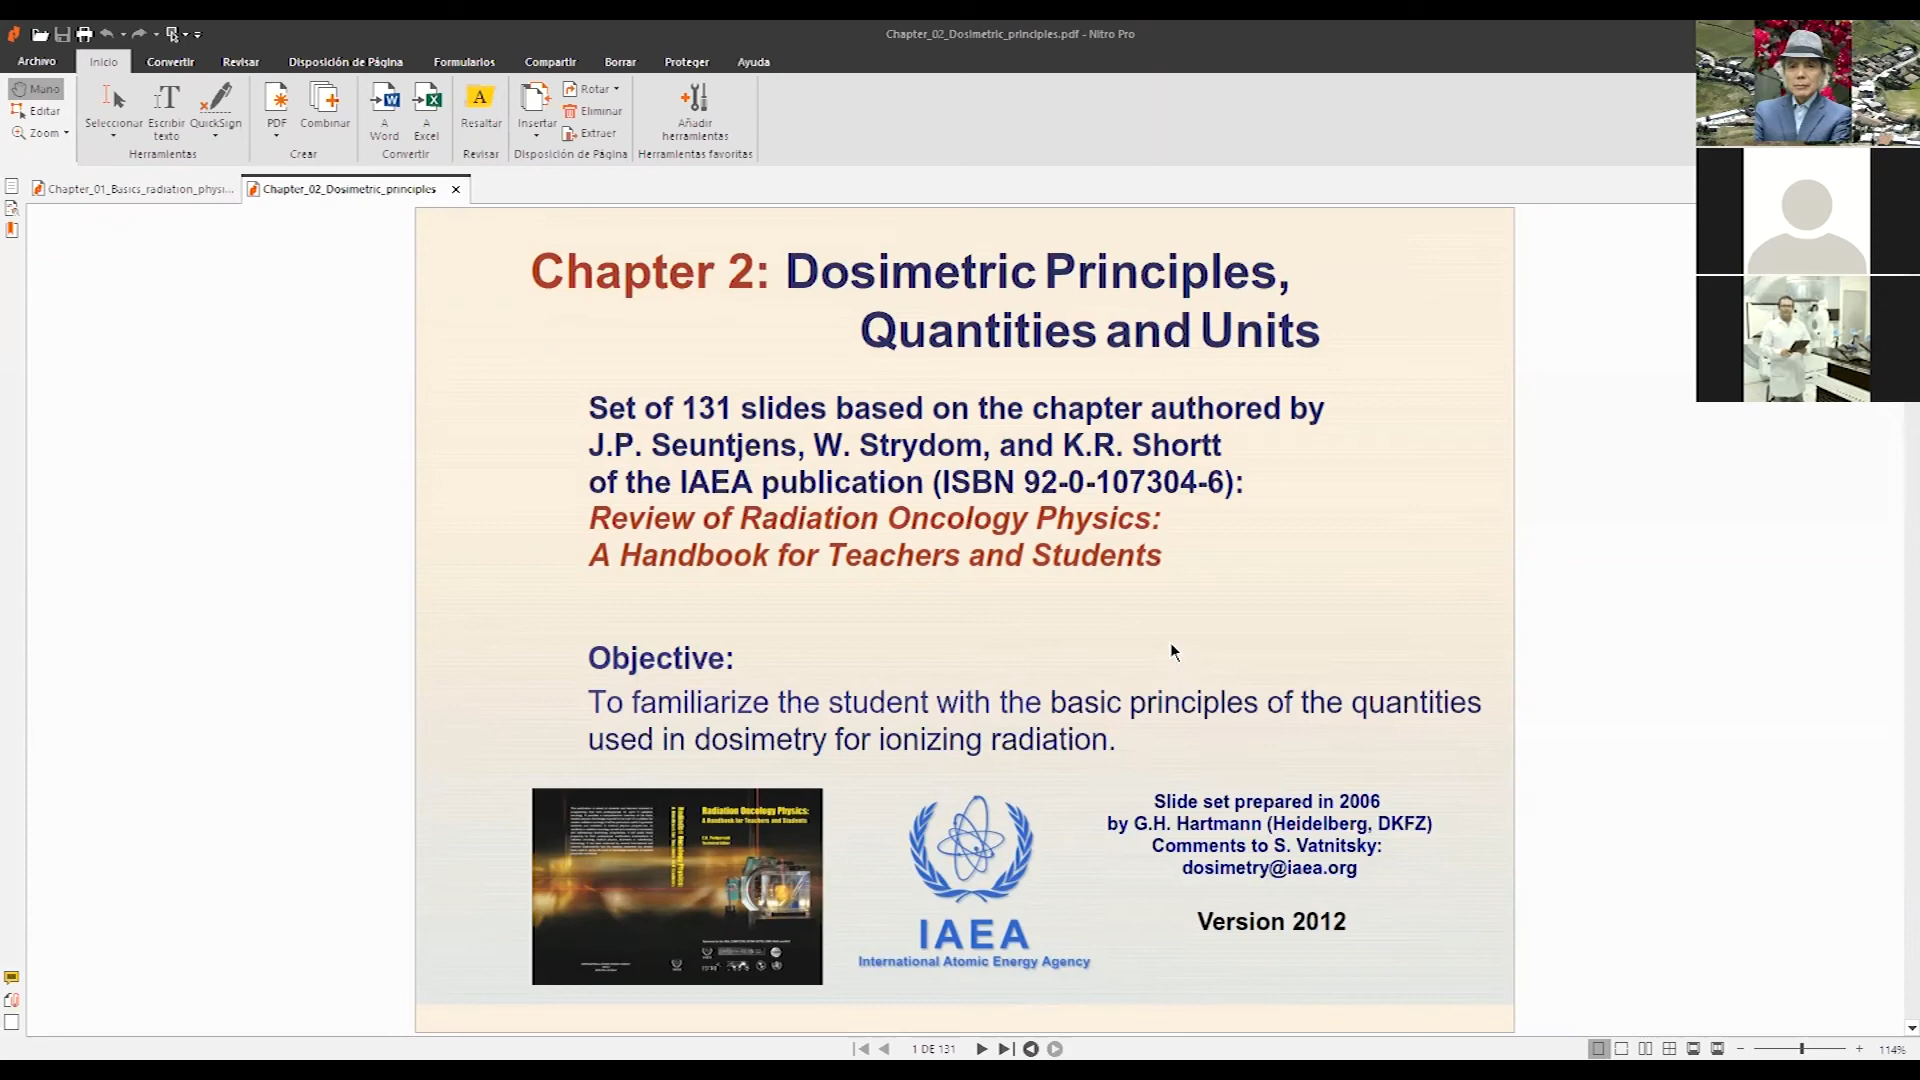 Chapter_02_Dosimetric_principles.pdf - Nitro Pro
Archivo Inicio Convertir Revisar Disposición de Página Formularios Compartir Borrar Proteger Ayuda
Mano
Editar
Zoom
Seleccionar
Escribir texto
QuickSign
Herramientas
PDF
Combinar
Crear
A Word
A Excel
Convertir
Resaltar
Revisar
Insertar
Rotar
Eliminar
Extraer
Disposición de Página
Añadir herramientas
Herramientas favoritas
Chapter_01_Basics_radiation_physi...
Chapter_02_Dosimetric_principles
Chapter 2: Dosimetric Principles,
Quantities and Units
Set of 131 slides based on the chapter authored by
J.P. Seuntjens, W. Strydom, and K.R. Shortt
of the IAEA publication (ISBN 92-0-107304-6):
Review of Radiation Oncology Physics:
A Handbook for Teachers and Students
Objective:
To familiarize the student with the basic principles of the quantities
used in dosimetry for ionizing radiation.
Radiation Oncology Physics:
A Handbook for Teachers and Students
IAEA
International Atomic Energy Agency
Slide set prepared in 2006
by G.H. Hartmann (Heidelberg, DKFZ)
Comments to S. Vatnitsky:
dosimetry@iaea.org
Version 2012
1 DE 131
114%